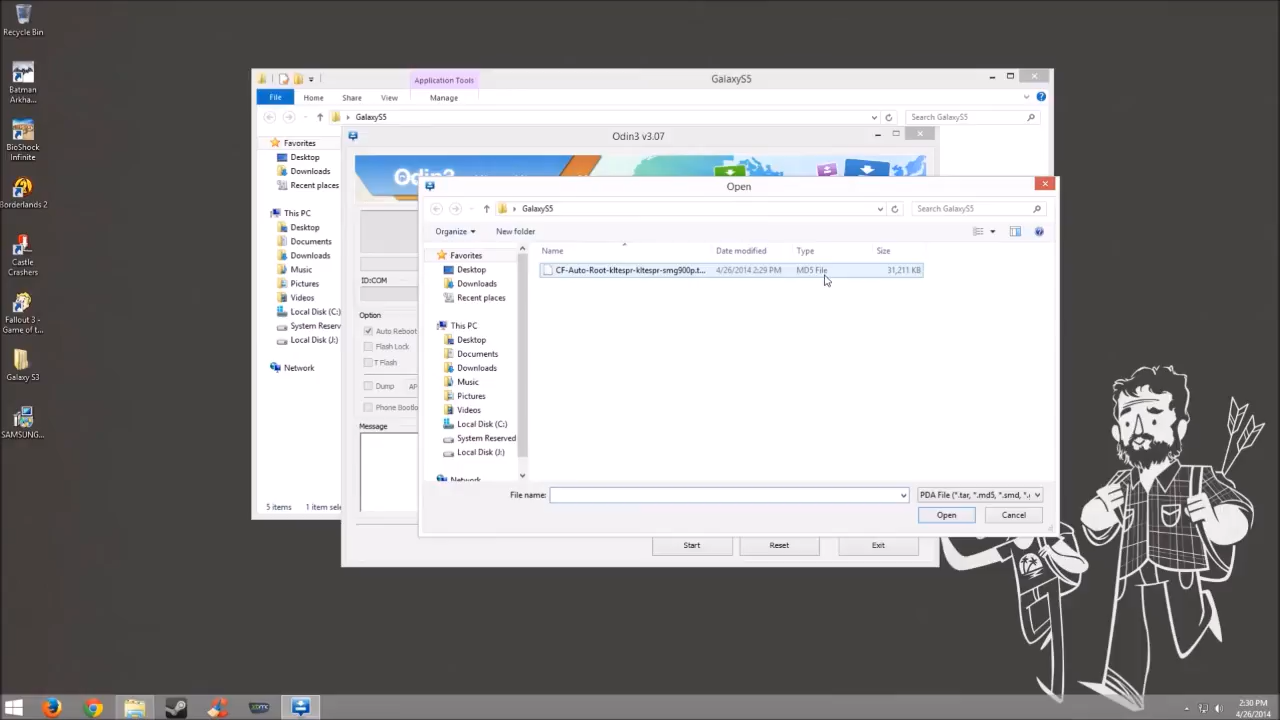 Recycle Bin
Batman
Arkha...
BioShock
Infinite
Borderlands 2
Castle
Crashers
Fallout 3 -
Game of t...
Galaxy S3
SAMSUNG...
Application Tools
GalaxyS5
File
Home
Share
View
Manage
GalaxyS5
Search GalaxyS5
Favorites
Desktop
Downloads
Recent places
This PC
Desktop
Documents
Downloads
Music
Pictures
Videos
Local Disk (C:)
System Reserv
Local Disk (J:)
Network
5 items
1 item sele
Odin3 v3.07
Odin3
ID:COM
Option
Auto Reboot
Flash Lock
T Flash
Dump
AP
Phone Bootlo
Message
Start
Reset
Exit
Open
GalaxyS5
Search GalaxyS5
Organize
New folder
Favorites
Desktop
Downloads
Recent places
This PC
Desktop
Documents
Downloads
Music
Pictures
Videos
Local Disk (C:)
System Reserved
Local Disk (J:)
Network
Name
Date modified
Type
Size
CF-Auto-Root-kltespr-kltespr-smg900p.t...
4/26/2014 2:29 PM
MD5 File
31,211 KB
File name:
PDA File (*.tar, *.md5, *.smd, *.g
Open
Cancel
xbmc
2:30 PM
4/26/2014